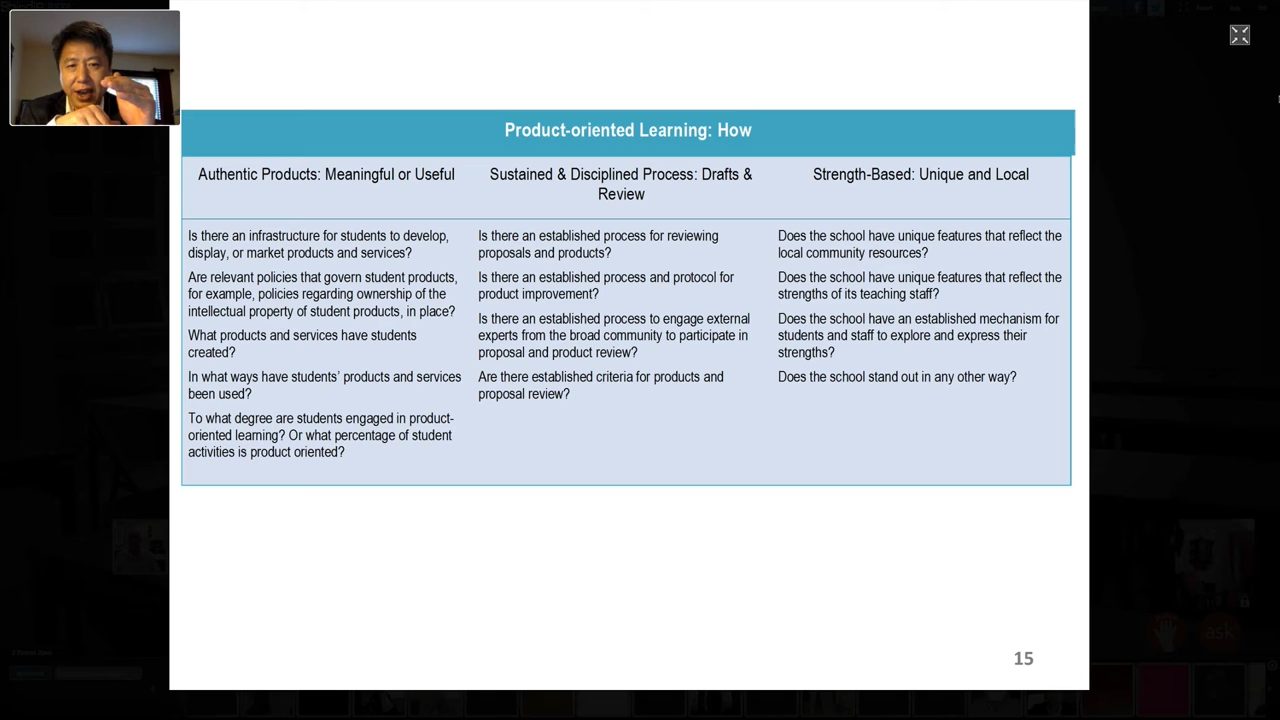 Product-oriented Learning: How
Authentic Products: Meaningful or Useful
Sustained & Disciplined Process: Drafts &
Review
Strength-Based: Unique and Local
Is there an infrastructure for students to develop,
display, or market products and services?
Are relevant policies that govern student products,
for example, policies regarding ownership of the
intellectual property of student products, in place?
What products and services have students
created?
In what ways have students' products and services
been used?
To what degree are students engaged in product-
oriented learning? Or what percentage of student
activities is product oriented?
Is there an established process for reviewing
proposals and products?
Is there an established process and protocol for
product improvement?
Is there an established process to engage external
experts from the broad community to participate in
proposal and product review?
Are there established criteria for products and
proposal review?
Does the school have unique features that reflect the
local community resources?
Does the school have unique features that reflect the
strengths of its teaching staff?
Does the school have an established mechanism for
students and staff to explore and express their
strengths?
Does the school stand out in any other way?
ask
15